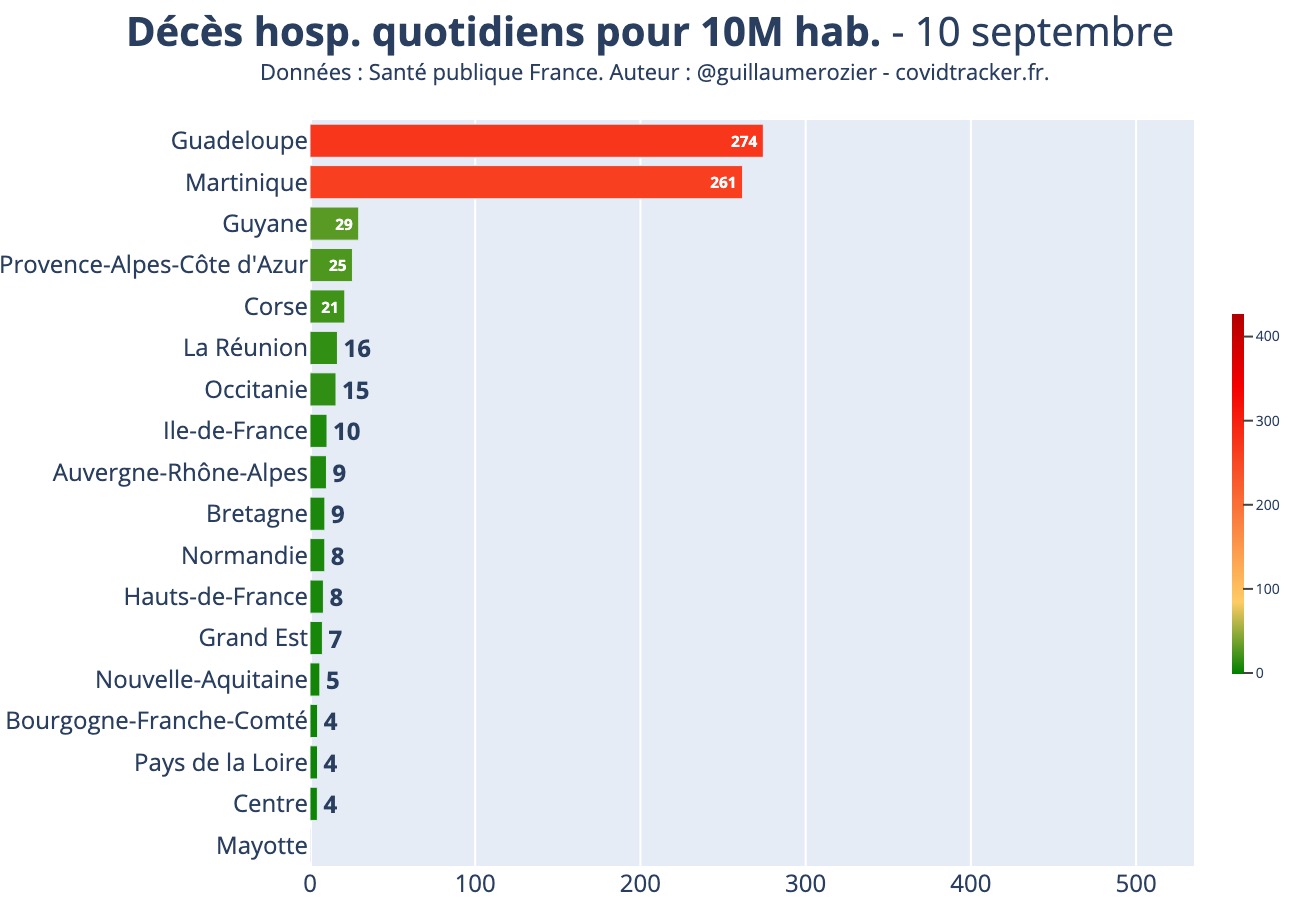 Décès hosp. quotidiens pour 10M hab. - 10 septembre
Données : Santé publique France. Auteur : @guillaumerozier - covidtracker.fr.
Guadeloupe 274
Martinique 261
Guyane 29
Provence-Alpes-Côte d'Azur 25
Corse 21
La Réunion 16
Occitanie 15
Ile-de-France 10
Auvergne-Rhône-Alpes 9
Bretagne 9
Normandie 8
Hauts-de-France 8
Grand Est 7
Nouvelle-Aquitaine 5
Bourgogne-Franche-Comté 4
Pays de la Loire 4
Centre 4
Mayotte
0 100 200 300 400 500
400
300
200
100
0